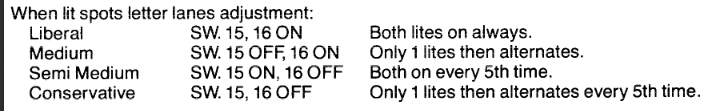 When lit spots letter lanes adjustment:
Liberal SW. 15, 16 ON Both lites on always.
Medium SW. 15 OFF, 16 ON Only 1 lites then alternates.
Semi Medium SW. 15 ON, 16 OFF Both on every 5th time.
Conservative SW. 15, 16 OFF Only 1 lites then alternates every 5th time.